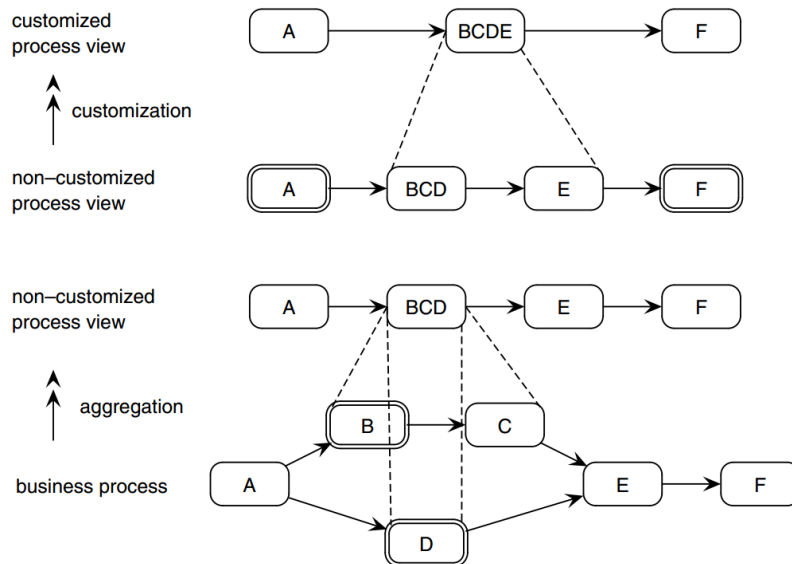 customized
process view
A
BCDE
F
customization
non–customized
process view
A
BCD
E
F
non–customized
process view
A
BCD
E
F
aggregation
B
C
business process
A
E
F
D